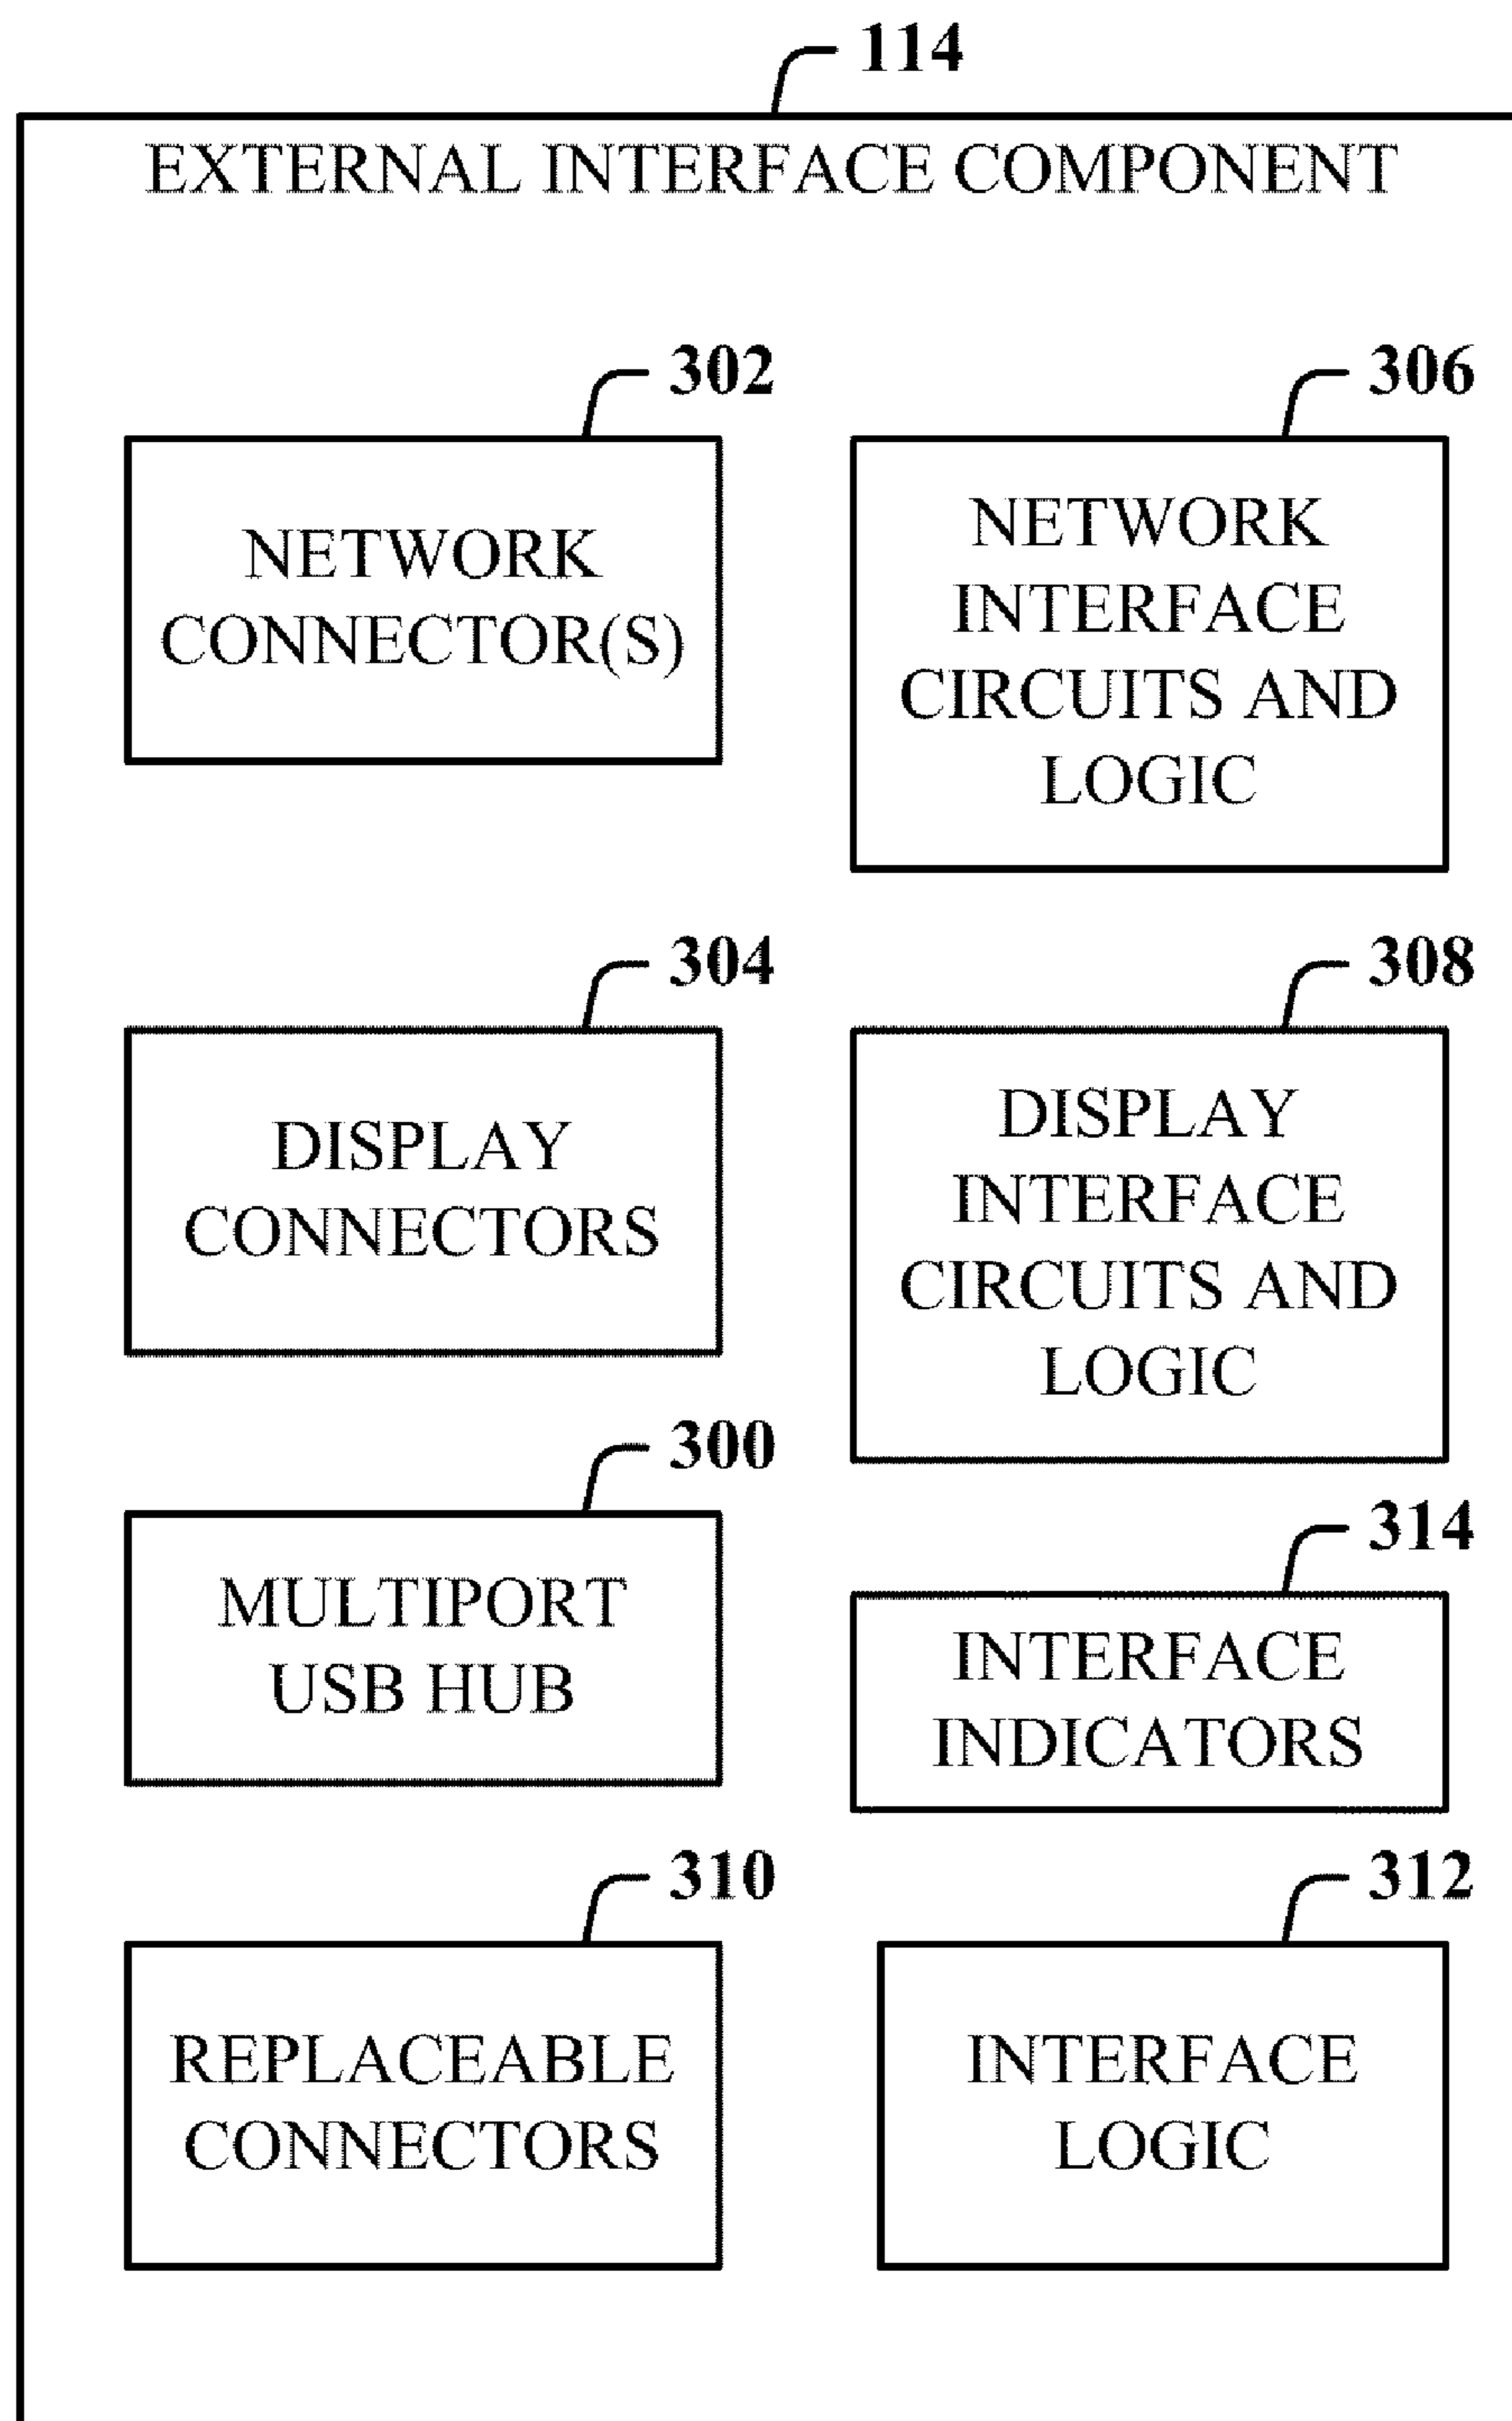 114
EXTERNAL INTERFACE COMPONENT
302
NETWORK
CONNECTOR(S)
306
NETWORK
INTERFACE
CIRCUITS AND
LOGIC
304
DISPLAY
CONNECTORS
308
DISPLAY
INTERFACE
CIRCUITS AND
LOGIC
300
MULTIPORT
USB HUB
314
INTERFACE
INDICATORS
310
REPLACEABLE
CONNECTORS
312
INTERFACE
LOGIC